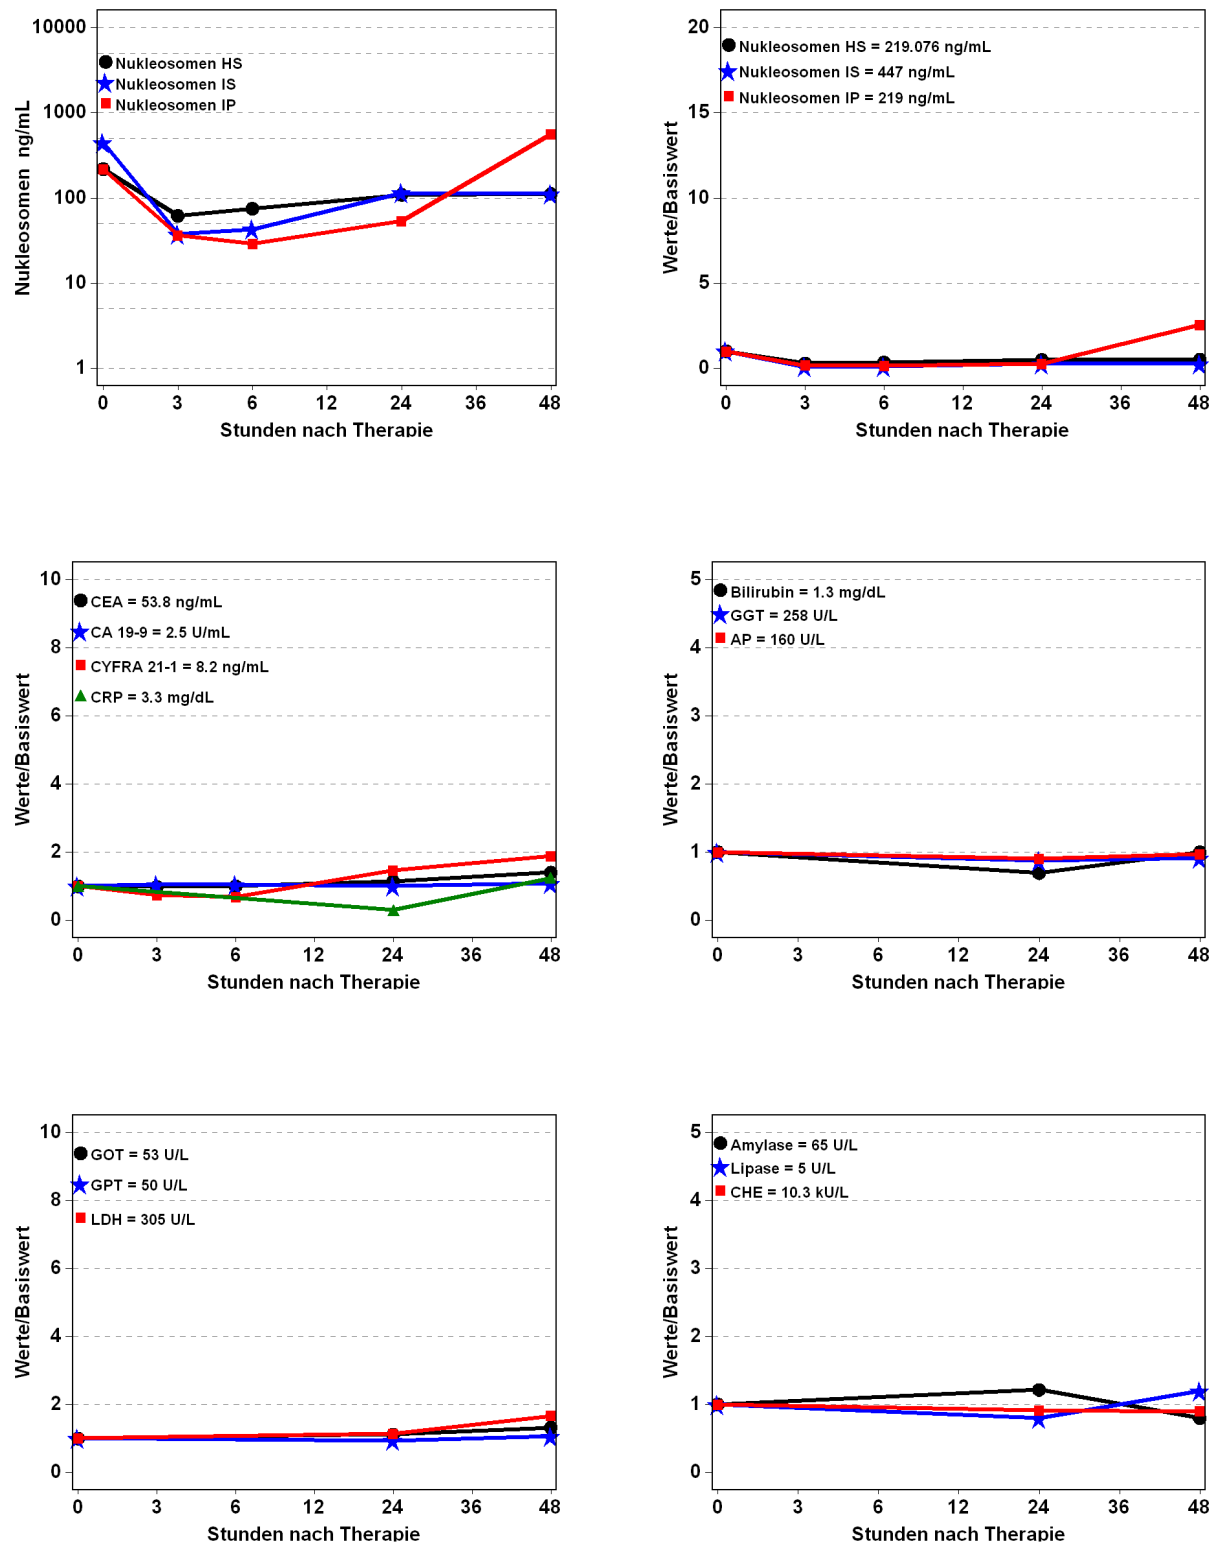 Nukleosomen ng/mL
10000
1000
100
10
1
Nukleosomen HS
Nukleosomen IS
Nukleosomen IP
0 3 6 12 24 36 48
Stunden nach Therapie
Werte/Basiswert
20
15
10
5
0
Nukleosomen HS = 219.076 ng/mL
Nukleosomen IS = 447 ng/mL
Nukleosomen IP = 219 ng/mL
0 3 6 12 24 36 48
Stunden nach Therapie
Werte/Basiswert
10
8
6
4
2
0
CEA = 53.8 ng/mL
CA 19-9 = 2.5 U/mL
CYFRA 21-1 = 8.2 ng/mL
CRP = 3.3 mg/dL
0 3 6 12 24 36 48
Stunden nach Therapie
Werte/Basiswert
5
4
3
2
1
0
Bilirubin = 1.3 mg/dL
GGT = 258 U/L
AP = 160 U/L
0 3 6 12 24 36 48
Stunden nach Therapie
Werte/Basiswert
10
8
6
4
2
0
GOT = 53 U/L
GPT = 50 U/L
LDH = 305 U/L
0 3 6 12 24 36 48
Stunden nach Therapie
Werte/Basiswert
5
4
3
2
1
0
Amylase = 65 U/L
Lipase = 5 U/L
CHE = 10.3 kU/L
0 3 6 12 24 36 48
Stunden nach Therapie